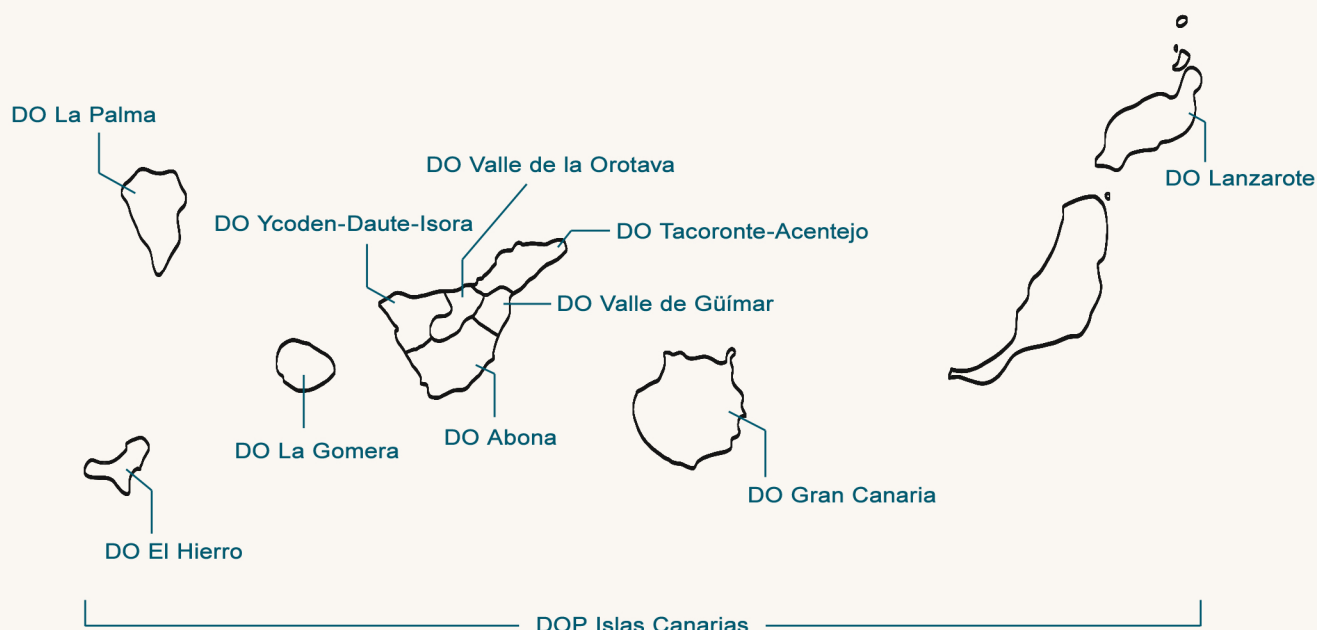 DO La Palma
DO Valle de la Orotava
DO Ycoden-Daute-Isora
DO Tacoronte-Acentejo
DO Lanzarote
DO Valle de Güímar
DO La Gomera
DO Abona
DO Gran Canaria
DO El Hierro
DOP Islas Canarias